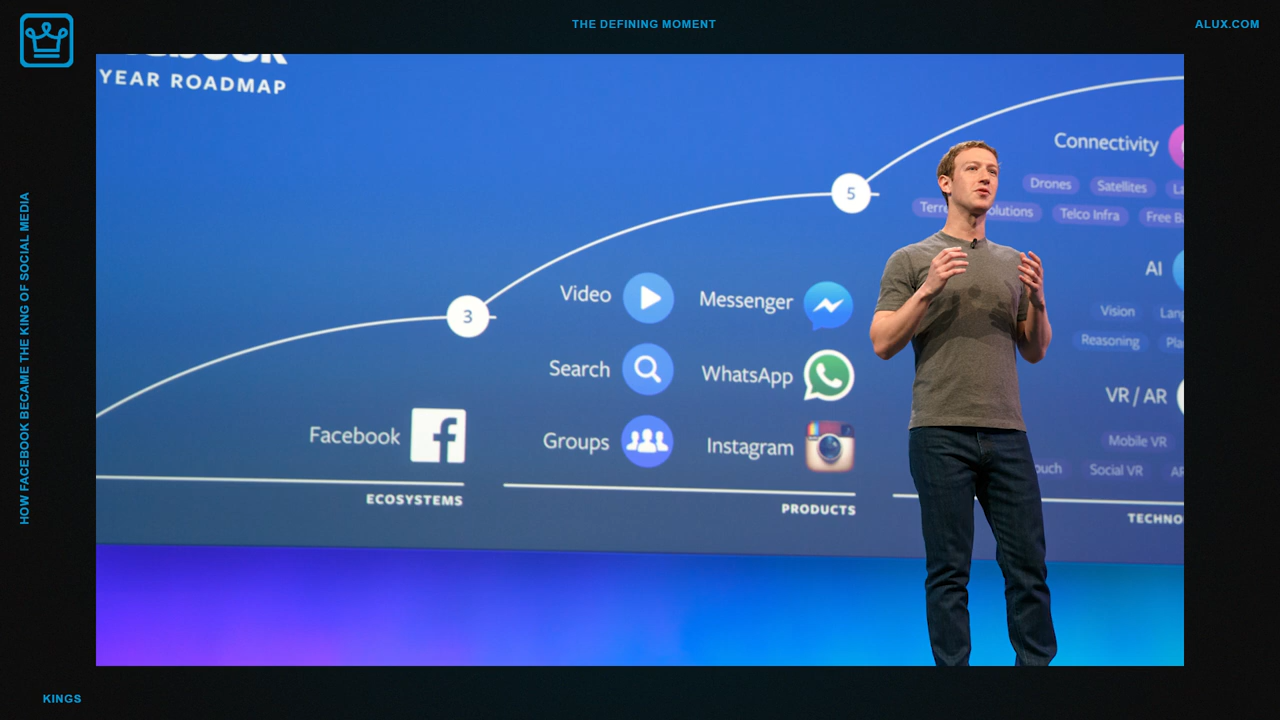 THE DEFINING MOMENT
ALUX.COM
HOW FACEBOOK BECAME THE KING OF SOCIAL MEDIA
YEAR ROADMAP
3
5
Facebook
ECOSYSTEMS
Video
Messenger
Search
WhatsApp
Groups
Instagram
PRODUCTS
Connectivity
Drones
Satellites
Telco Infra
Free
AI
Vision
Reasoning
VR / AR
Mobile VR
Social VR
KINGS